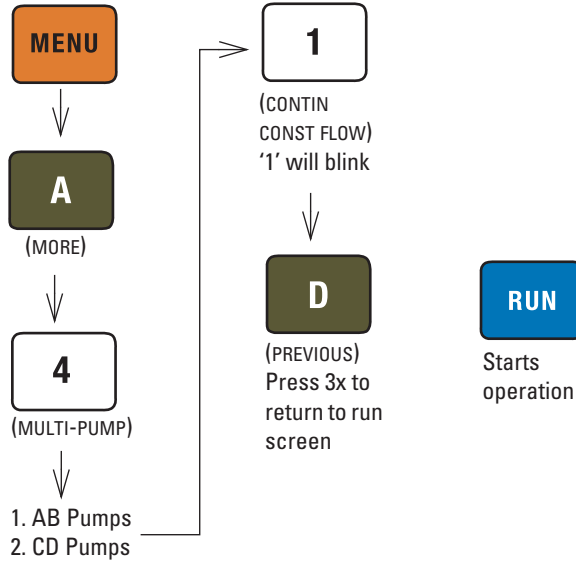 MENU
A
(MORE)
4
(MULTI-PUMP)
1. AB Pumps
2. CD Pumps
1
(CONTIN
CONST FLOW)
‘1’ will blink
D
(PREVIOUS)
Press 3x to
return to run
screen
RUN
Starts
operation